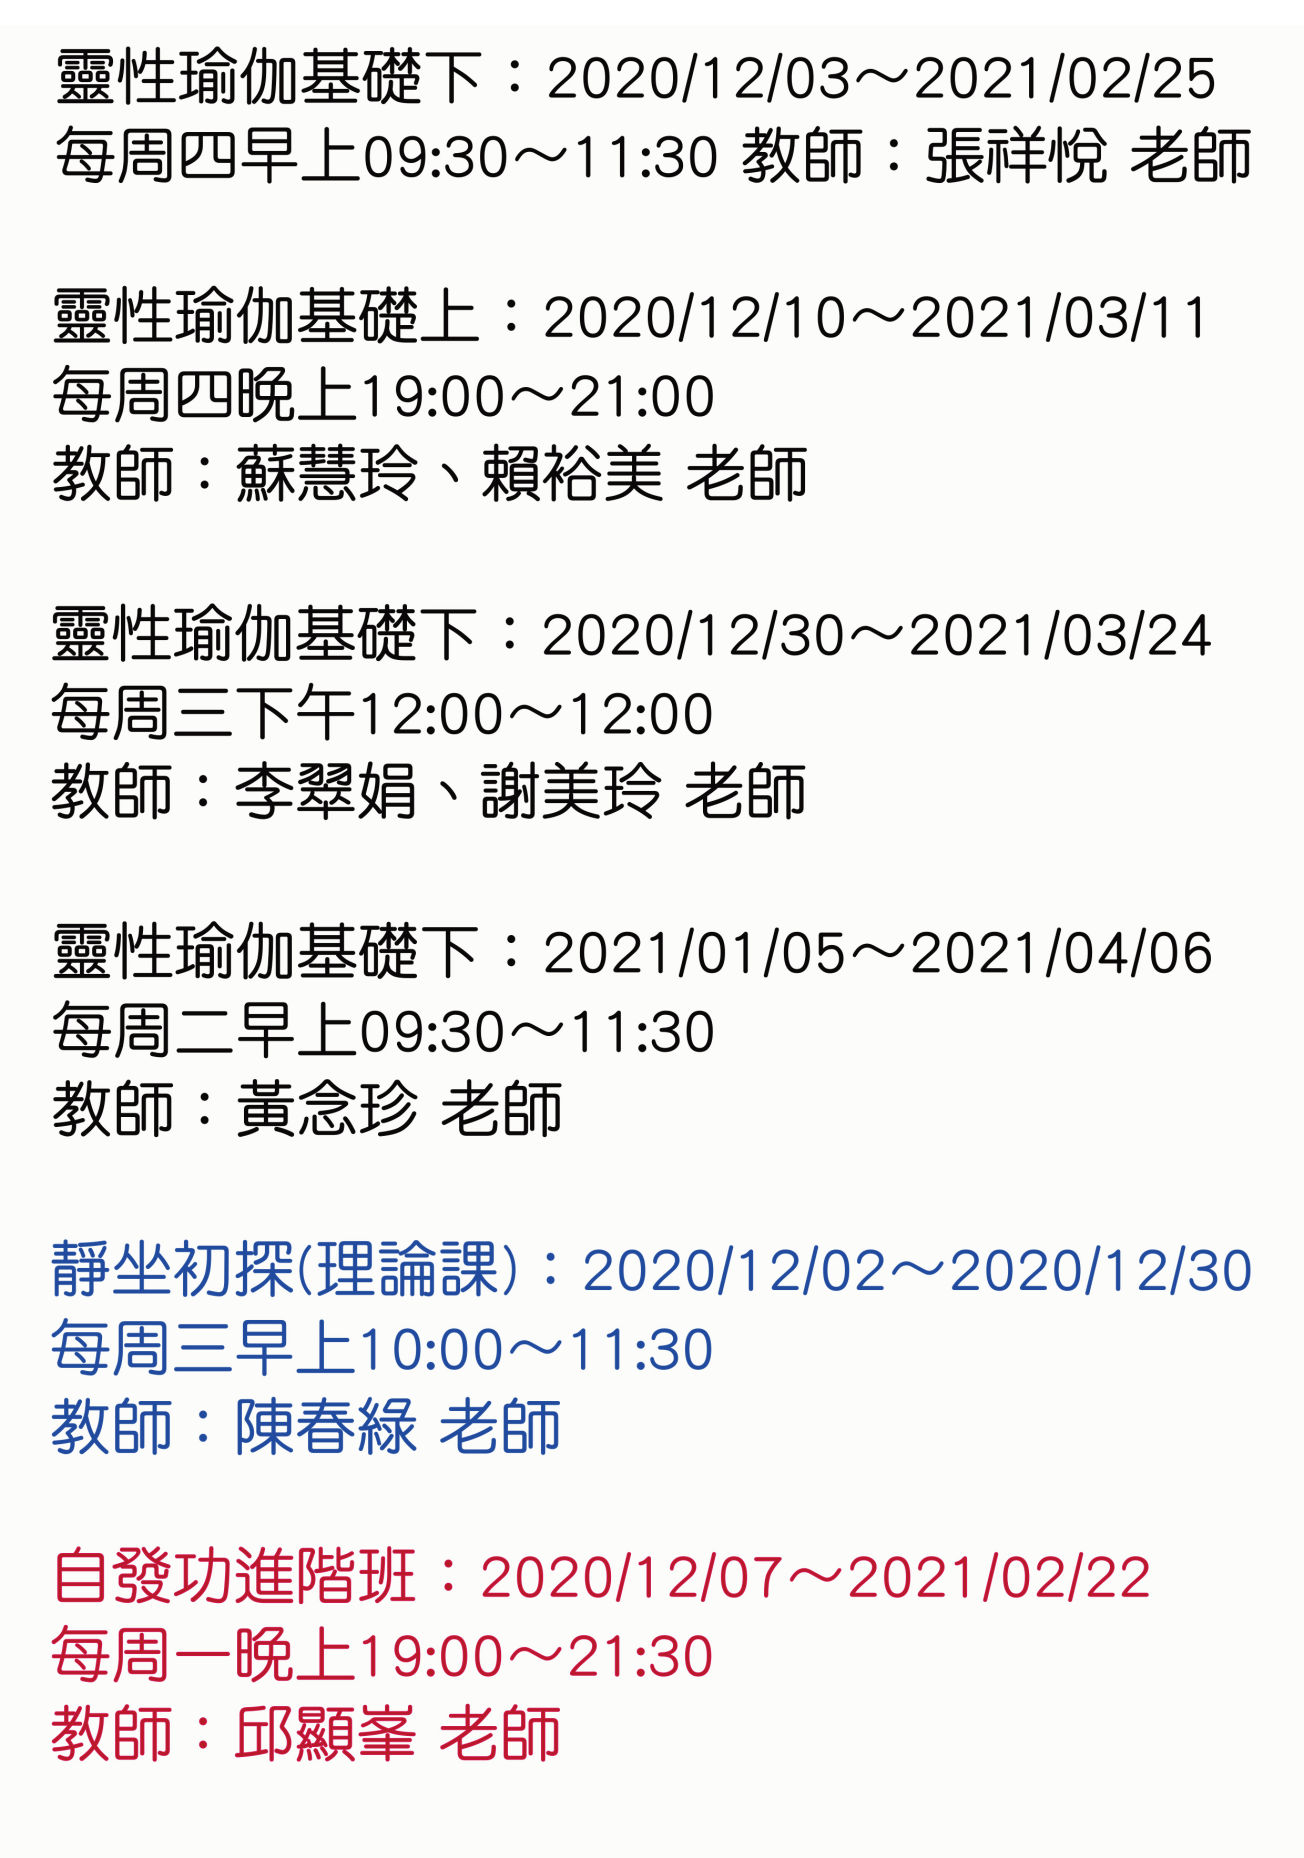 靈性瑜伽基礎下：2020/12/03～2021/02/25
每周四早上09:30～11:30 教師：張祥悅 老師
靈性瑜伽基礎上：2020/12/10～2021/03/11
每周四晚上19:00～21:00
教師：蘇慧玲、賴裕美 老師
靈性瑜伽基礎下：2020/12/30～2021/03/24
每周三下午12:00～12:00
教師：李翠娟、謝美玲 老師
靈性瑜伽基礎下：2021/01/05～2021/04/06
每周二早上09:30～11:30
教師：黃念珍 老師
靜坐初探(理論課)：2020/12/02～2020/12/30
每周三早上10:00～11:30
教師：陳春綠 老師
自發功進階班：2020/12/07～2021/02/22
每周一晚上19:00～21:30
教師：邱顯峯 老師